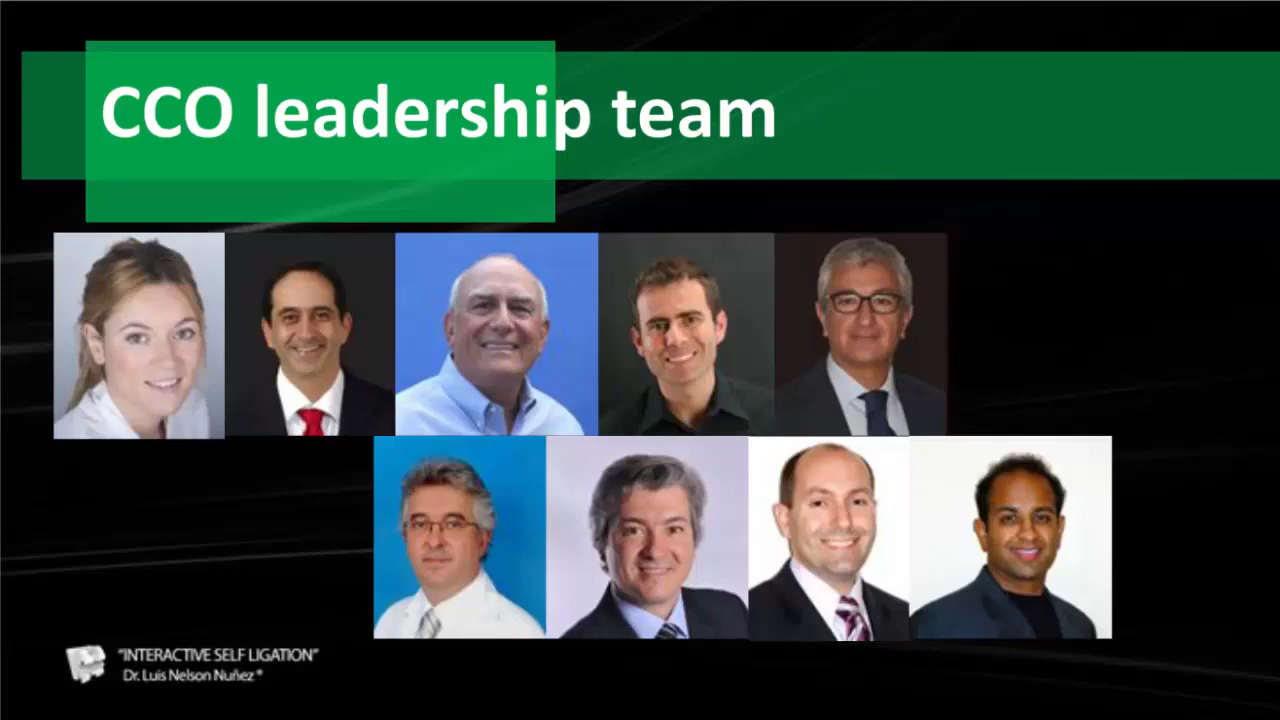 CCO leadership team
"INTERACTIVE SELF LIGATION"
Dr. Luis Nelson Nuñez ®